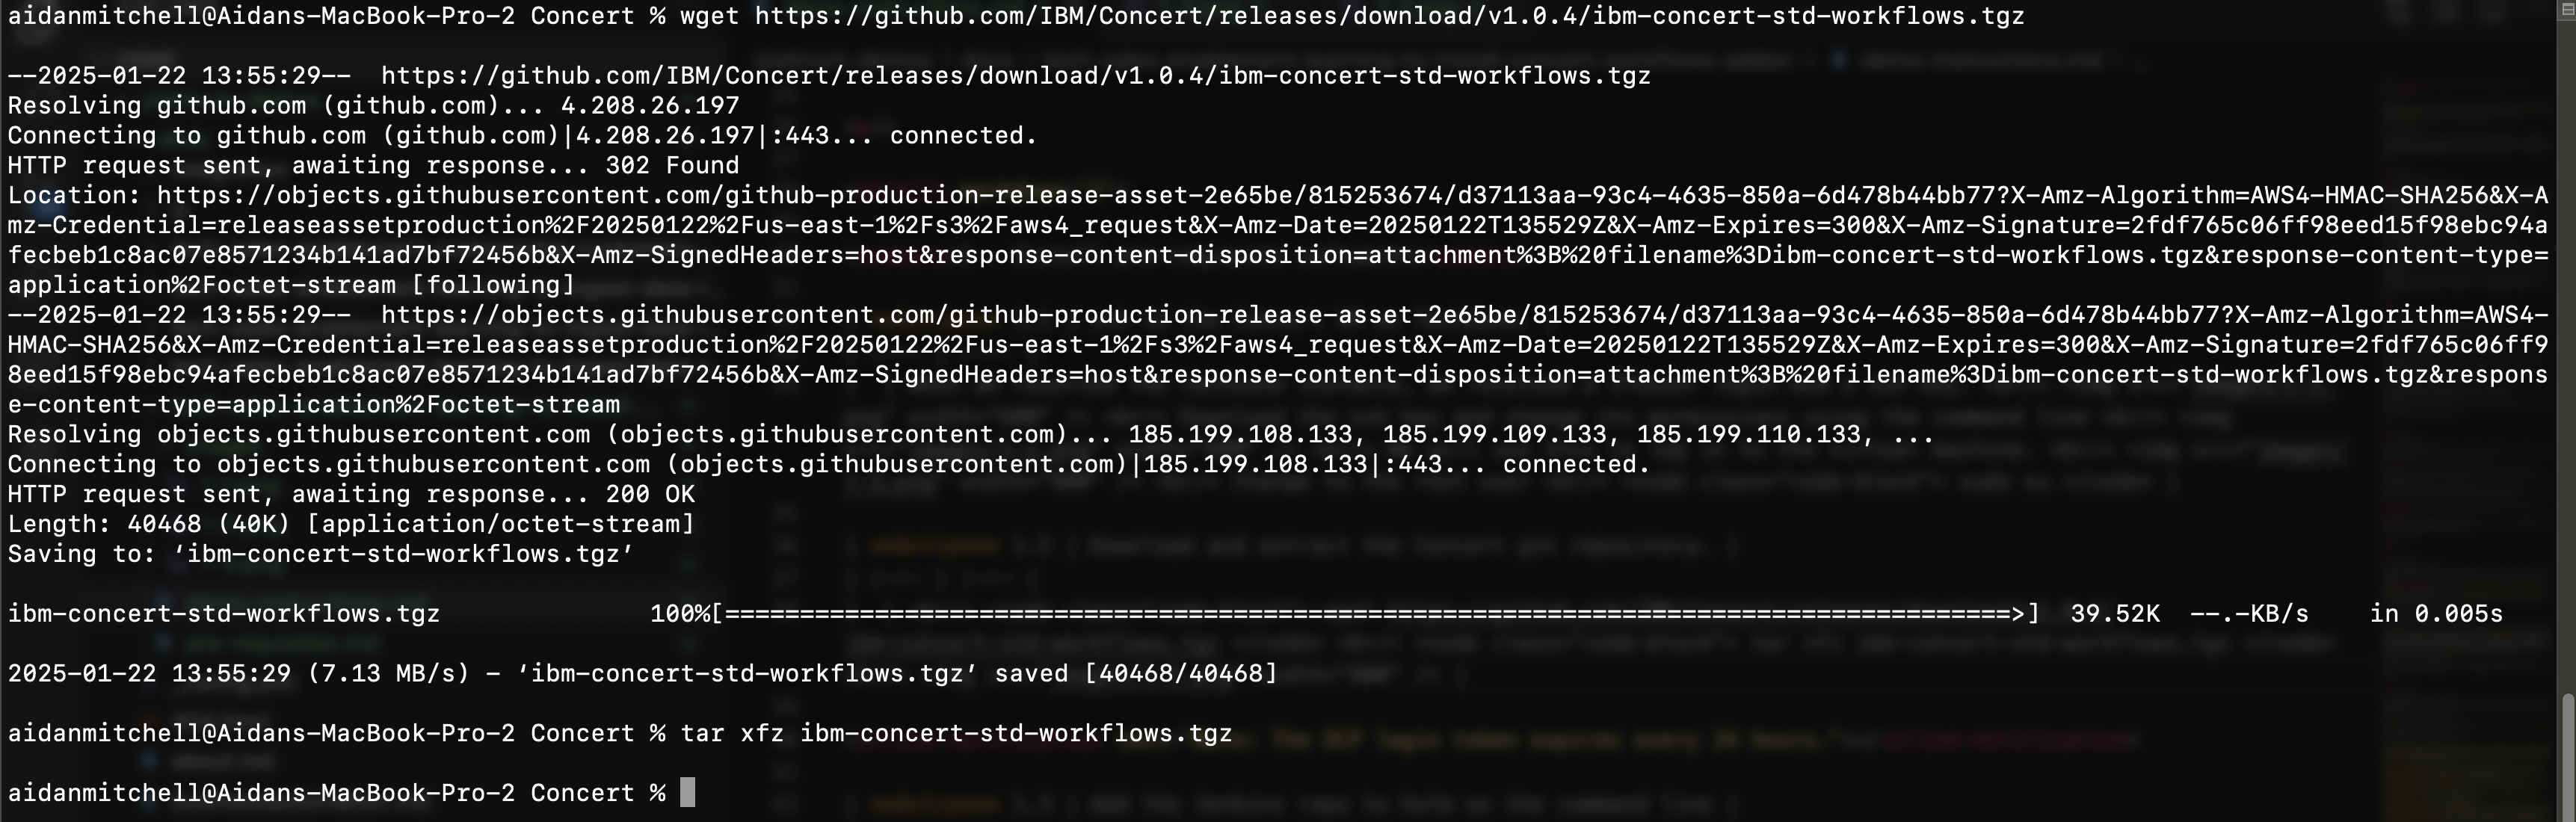 aidanmitchell@Aidans-MacBook-Pro-2 Concert % wget https://github.com/IBM/Concert/releases/download/v1.0.4/ibm-concert-std-workflows.tgz
--2025-01-22 13:55:29--  https://github.com/IBM/Concert/releases/download/v1.0.4/ibm-concert-std-workflows.tgz
Resolving github.com (github.com)... 4.208.26.197
Connecting to github.com (github.com)|4.208.26.197|:443... connected.
HTTP request sent, awaiting response... 302 Found
Location: https://objects.githubusercontent.com/github-production-release-asset-2e65be/815253674/d37113aa-93c4-4635-850a-6d478b44bb77?X-Amz-Algorithm=AWS4-HMAC-SHA256&X-A
mz-Credential=releaseassetproduction%2F20250122%2Fus-east-1%2Fs3%2Faws4_request&X-Amz-Date=20250122T135529Z&X-Amz-Expires=300&X-Amz-Signature=2fdf765c06ff98eed15f98ebc94a
fecbeb1c8ac07e8571234b141ad7bf72456b&X-Amz-SignedHeaders=host&response-content-disposition=attachment%3B%20filename%3Dibm-concert-std-workflows.tgz&response-content-type=
application%2Foctet-stream [following]
--2025-01-22 13:55:29--  https://objects.githubusercontent.com/github-production-release-asset-2e65be/815253674/d37113aa-93c4-4635-850a-6d478b44bb77?X-Amz-Algorithm=AWS4-
HMAC-SHA256&X-Amz-Credential=releaseassetproduction%2F20250122%2Fus-east-1%2Fs3%2Faws4_request&X-Amz-Date=20250122T135529Z&X-Amz-Expires=300&X-Amz-Signature=2fdf765c06ff9
8eed15f98ebc94afecbeb1c8ac07e8571234b141ad7bf72456b&X-Amz-SignedHeaders=host&response-content-disposition=attachment%3B%20filename%3Dibm-concert-std-workflows.tgz&respons
e-content-type=application%2Foctet-stream
Resolving objects.githubusercontent.com (objects.githubusercontent.com)... 185.199.108.133, 185.199.109.133, 185.199.110.133, ...
Connecting to objects.githubusercontent.com (objects.githubusercontent.com)|185.199.108.133|:443... connected.
HTTP request sent, awaiting response... 200 OK
Length: 40468 (40K) [application/octet-stream]
Saving to: ‘ibm-concert-std-workflows.tgz’
ibm-concert-std-workflows.tgz 100%[======================================================================================>] 39.52K --.-KB/s in 0.005s
2025-01-22 13:55:29 (7.13 MB/s) - ‘ibm-concert-std-workflows.tgz’ saved [40468/40468]
aidanmitchell@Aidans-MacBook-Pro-2 Concert % tar xfz ibm-concert-std-workflows.tgz
aidanmitchell@Aidans-MacBook-Pro-2 Concert %